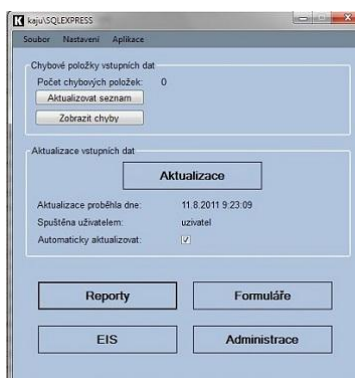 K kaju\SQLEXPRESS
Soubor Nastavení Aplikace
Chybové položky vstupních dat
Počet chybových položek: 0
Aktualizovat seznam
Zobrazit chyby
Aktualizace vstupních dat
Aktualizace
Aktualizace proběhla dne: 11.8.2011 9:23:09
Spuštěna uživatelem: uzivatel
Automaticky aktualizovat:
Reporty Formuláře
EIS Administrace